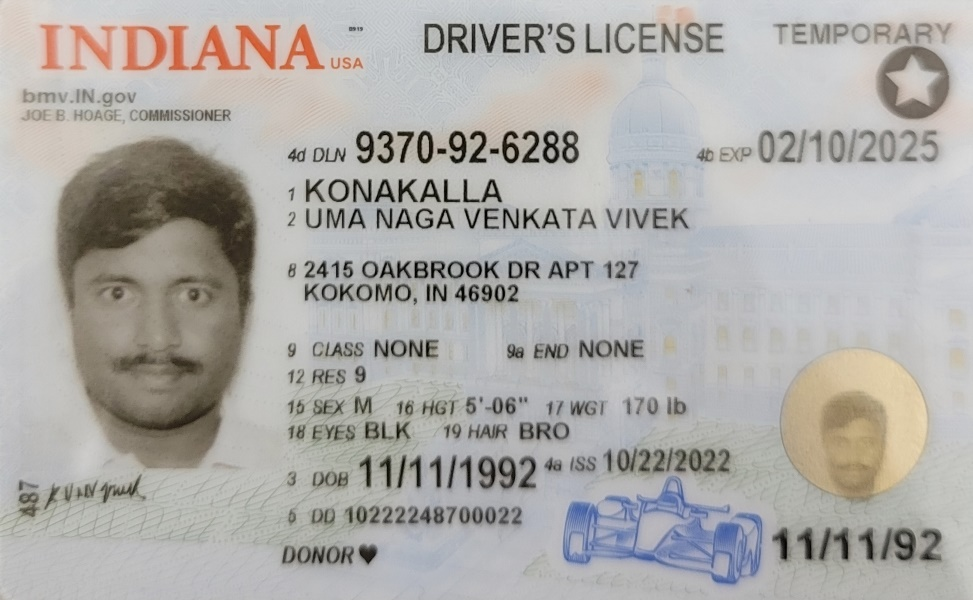 INDIANA USA
DRIVER'S LICENSE
TEMPORARY
bmv.IN.gov
JOE B. HOAGE, COMMISSIONER
4d DLN 9370-92-6288
4b EXP 02/10/2025
1 KONAKALLA
2 UMA NAGA VENKATA VIVEK
8 2415 OAKBROOK DR APT 127
KOKOMO, IN 46902
9 CLASS NONE 9a END NONE
12 RES 9
15 SEX M 16 HGT 5'-06" 17 WGT 170 lb
18 EYES BLK 19 HAIR BRO
3 DOB 11/11/1992 4a ISS 10/22/2022
487
5 DD 10222248700022
DONOR
11/11/92